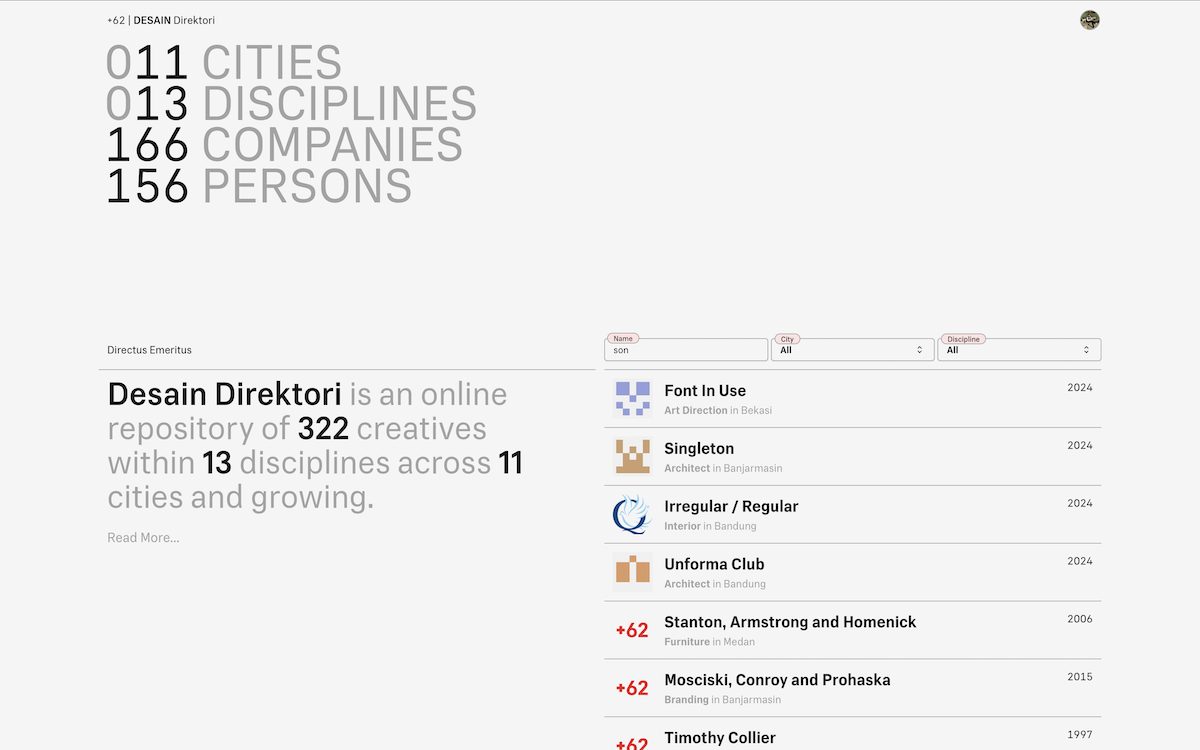 +62 | DESAIN Direktori
011 CITIES
013 DISCIPLINES
166 COMPANIES
156 PERSONS
Directus Emeritus
Desain Direktori is an online
repository of 322 creatives
within 13 disciplines across 11
cities and growing.
Read More...
Name
son
City
All
Discipline
All
Font In Use
Art Direction in Bekasi
2024
Singleton
Architect in Banjarmasin
2024
Irregular / Regular
Interior in Bandung
2024
Unforma Club
Architect in Bandung
2024
+62
Stanton, Armstrong and Homenick
Furniture in Medan
2006
+62
Mosciski, Conroy and Prohaska
Branding in Banjarmasin
2015
+62
Timothy Collier
1997